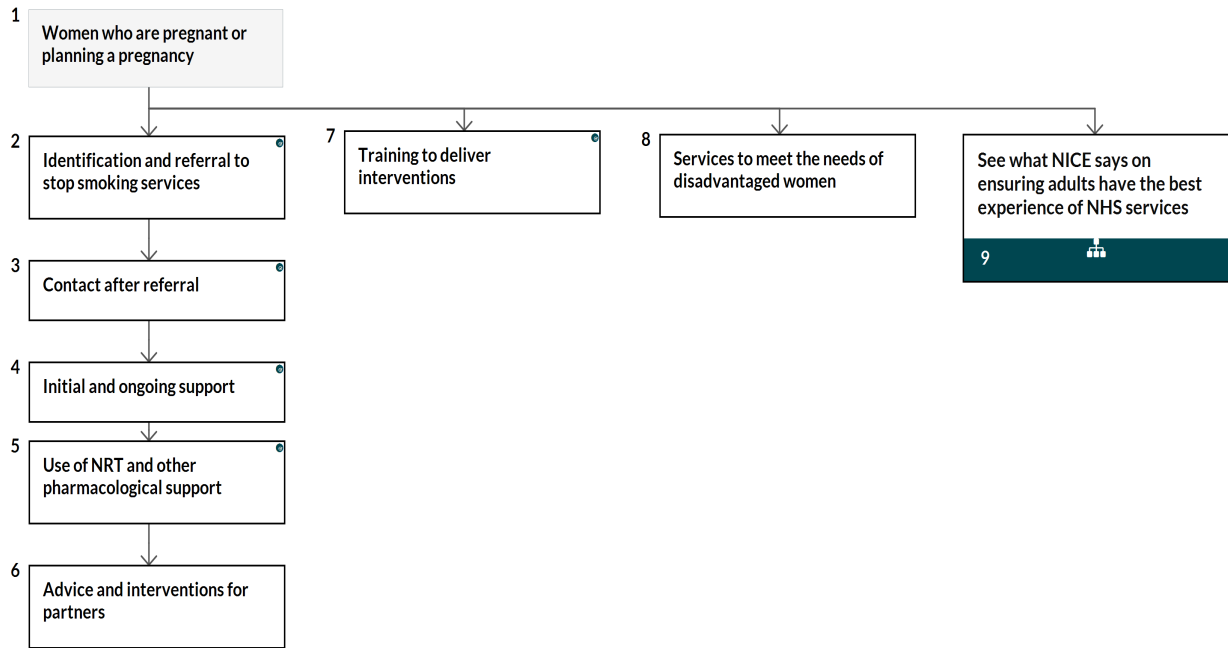 1
Women who are pregnant or
planning a pregnancy
2
Identification and referral to
stop smoking services
3
Contact after referral
4
Initial and ongoing support
5
Use of NRT and other
pharmacological support
6
Advice and interventions for
partners
7
Training to deliver
interventions
8
Services to meet the needs of
disadvantaged women
See what NICE says on
ensuring adults have the best
experience of NHS services
9